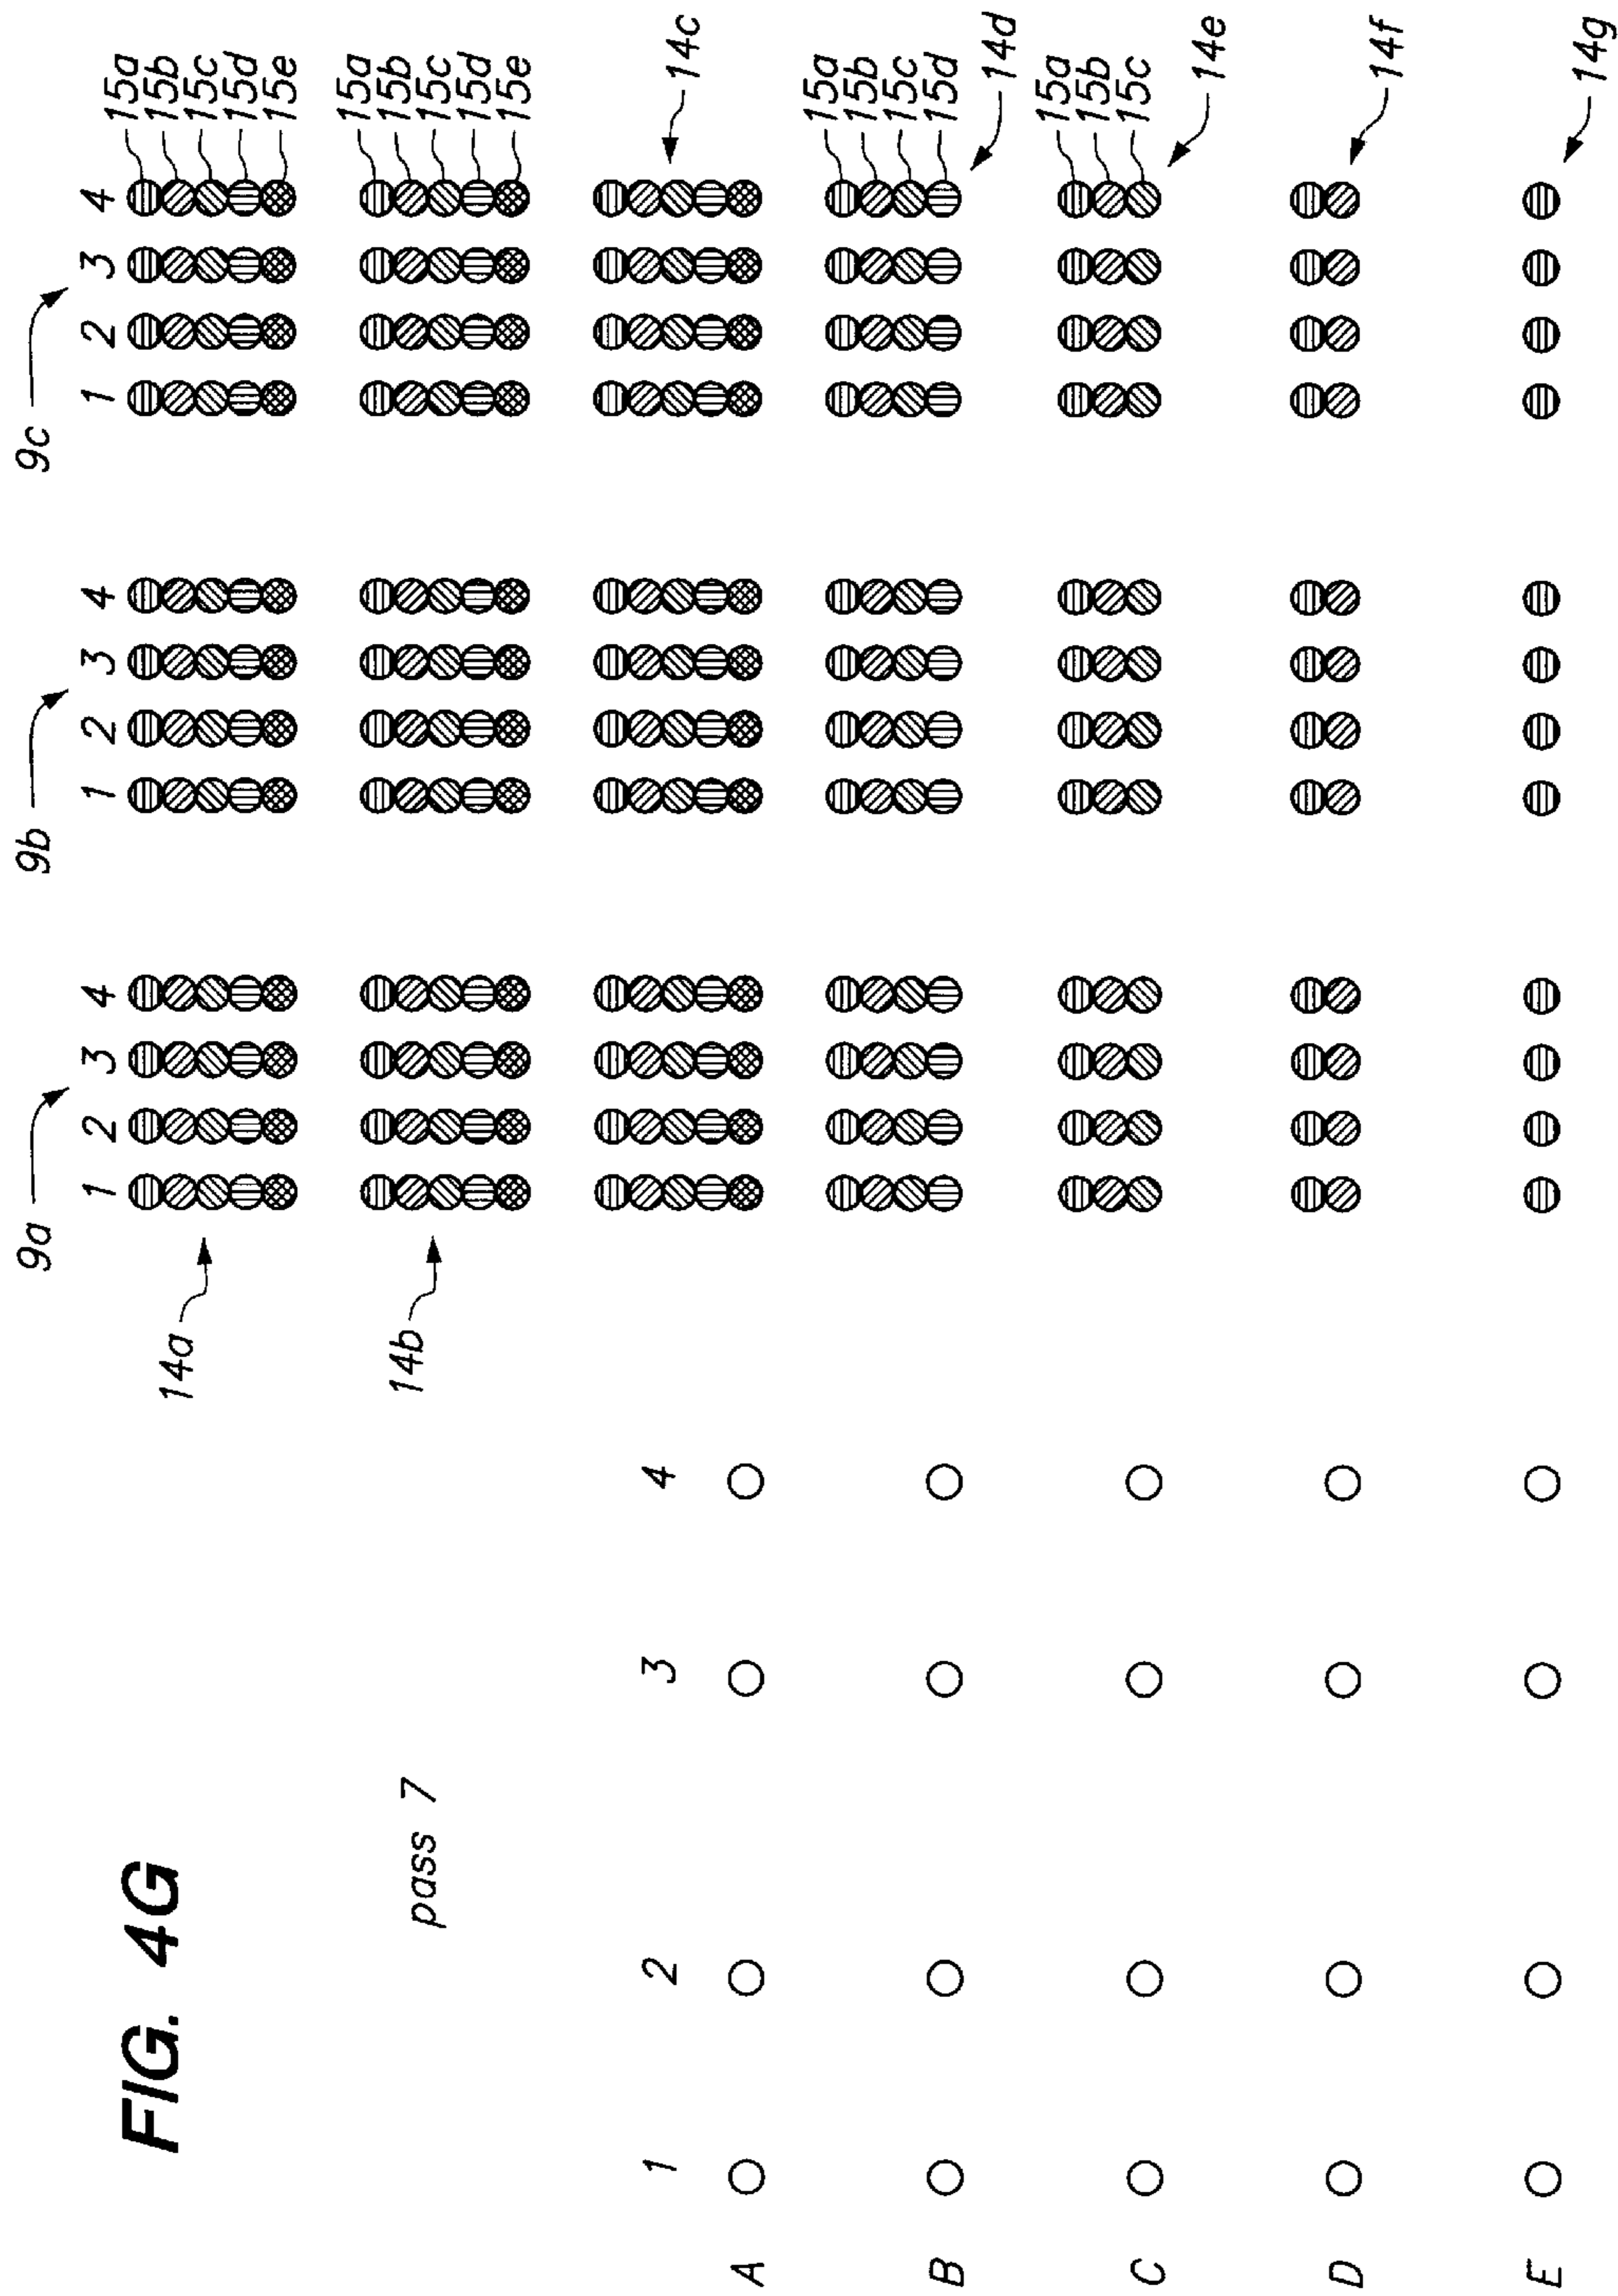 9a 9b 9c
1 2 3 4 1 2 3 4 1 2 3 4
FIG. 4G
14a
15a
15b
15c
15d
15e
pass 7
14b
15a
15b
15c
15d
15e
1 2 3 4
14c
A
15a
15b
15c
15d
B
14d
15a
15b
15c
C
14e
D
14f
E
14g